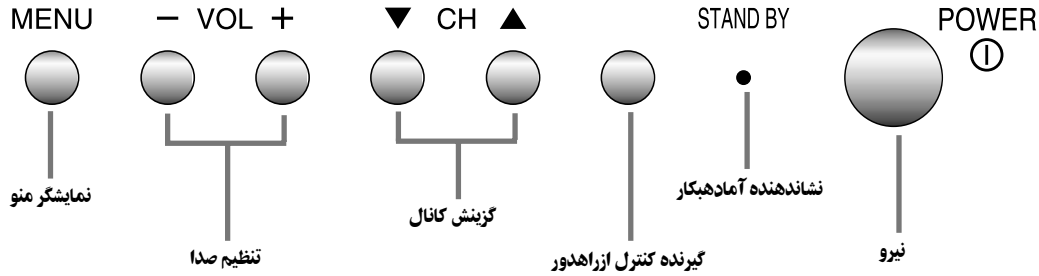 MENU
− VOL +
▼ CH ▲
STAND BY
POWER
نمایشگر منو
تنظیم صدا
گزینش کانال
گیرنده کنترل ازراهدور
نشاندهنده آمادهبکار
نیرو